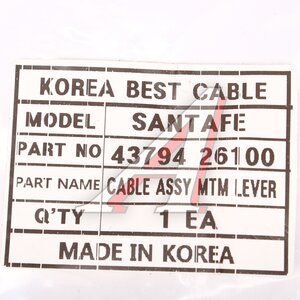 KOREA BEST CABLE
MODEL SANTAFE
PART NO 43794 26100
PART NAME CABLE ASSY MTM LEVER
Q'TY 1 EA
MADE IN KOREA